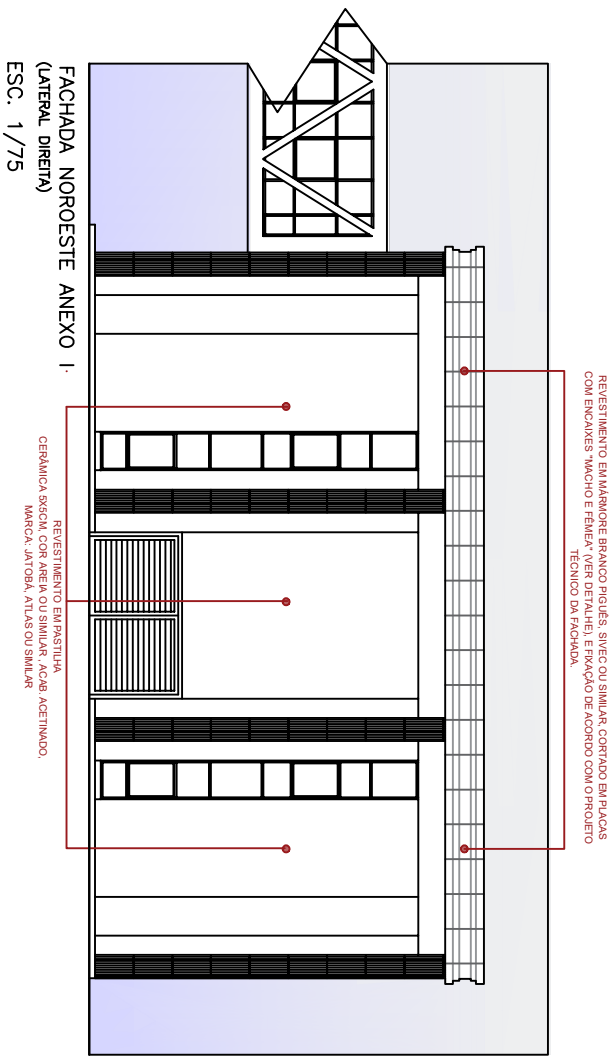 REVESTIMENTO EM MÁRMORE BRANCO PIGUÊS, SIVEC OU SIMILAR, CORTADO EM PLACAS
COM ENCAIXES "MACHO E FÊMEA" (VER DETALHE), E FIXAÇÃO DE ACORDO COM O PROJETO
TÉCNICO DA FACHADA.
REVESTIMENTO EM PASTILHA
CERÂMICA 5X5CM, COR AREIA OU SIMILAR, ACAB. ACETINADO,
MARCA: JATOBÁ, ATLAS OU SIMILAR
FACHADA NOROESTE ANEXO I
(LATERAL DIREITA)
ESC. 1/75